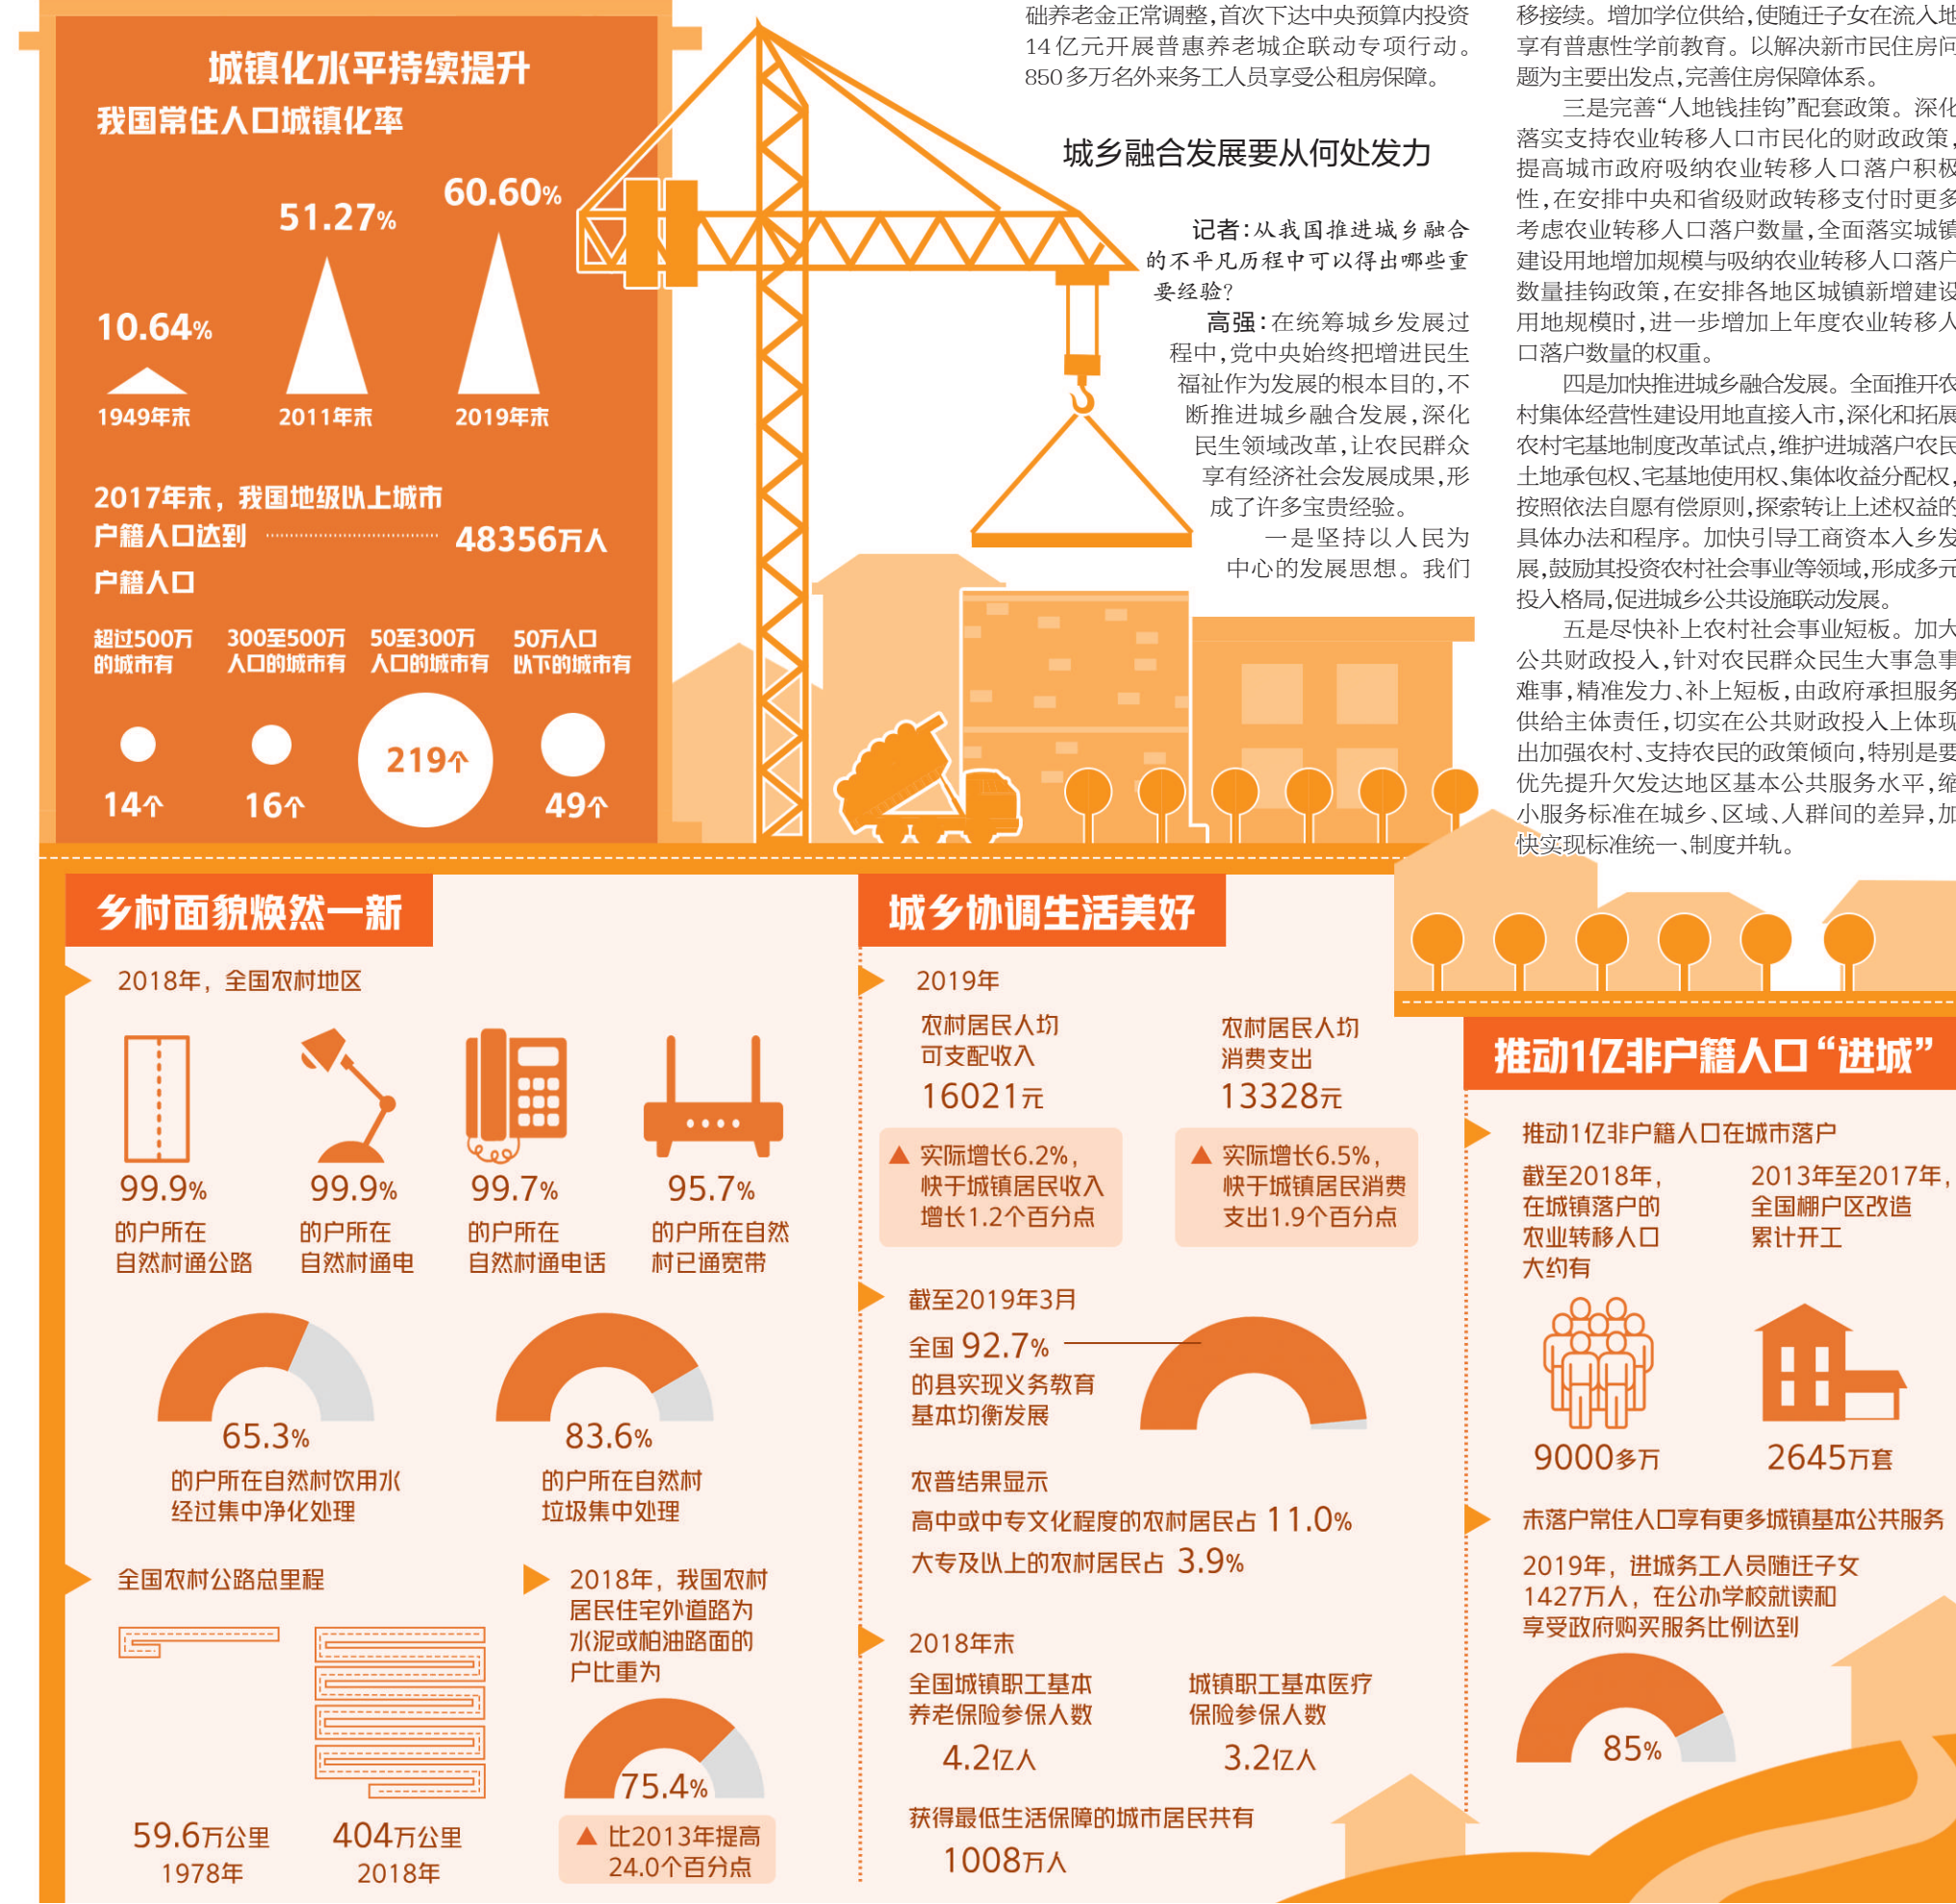 城镇化水平持续提升
我国常住人口城镇化率
10.64%
51.27%
60.60%
1949年末
2011年末
2019年末
2017年末，我国地级以上城市
户籍人口达到 48356万人
户籍人口
超过500万
的城市有
14个
300至500万
人口的城市有
16个
50至300万
人口的城市有
219个
50万人口
以下的城市有
49个
础养老金正常调整，首次下达中央预算内投资
14亿元开展普惠养老城企联动专项行动。
850多万名外来务工人员享受公租房保障。
城乡融合发展要从何处发力
记者：从我国推进城乡融合
的不平凡历程中可以得出哪些重
要经验？
高强：在统筹城乡发展过
程中，党中央始终把增进民生
福祉作为发展的根本目的，不
断推进城乡融合发展，深化
民生领域改革，让农民群众
享有经济社会发展成果，形
成了许多宝贵经验。
一是坚持以人民为
中心的发展思想。我们
移接续。增加学位供给，使随迁子女在流入地
享有普惠性学前教育。以解决新市民住房问
题为主要出发点，完善住房保障体系。
三是完善“人地钱挂钩”配套政策。深化
落实支持农业转移人口市民化的财政政策，
提高城市政府吸纳农业转移人口落户积极
性，在安排中央和省级财政转移支付时更多
考虑农业转移人口落户数量，全面落实城镇
建设用地增加规模与吸纳农业转移人口落户
数量挂钩政策，在安排各地区城镇新增建设
用地规模时，进一步增加上年度农业转移人
口落户数量的权重。
四是加快推进城乡融合发展。全面推开农
村集体经营性建设用地直接入市，深化和拓展
农村宅基地制度改革试点，维护进城落户农民
土地承包权、宅基地使用权、集体收益分配权，
按照依法自愿有偿原则，探索转让上述权益的
具体办法和程序。加快引导工商资本入乡发
展，鼓励其投资农村社会事业等领域，形成多元
投入格局，促进城乡公共设施联动发展。
五是尽快补上农村社会事业短板。加大
公共财政投入，针对农民群众民生大事急事
难事，精准发力、补上短板，由政府承担服务
供给主体责任，切实在公共财政投入上体现
出加强农村、支持农民的政策倾向，特别是要
优先提升欠发达地区基本公共服务水平，缩
小服务标准在城乡、区域、人群间的差异，加
快实现标准统一、制度并轨。
乡村面貌焕然一新
2018年，全国农村地区
99.9%
的户所在
自然村通公路
99.9%
的户所在
自然村通电
99.7%
的户所在
自然村通电话
95.7%
的户所在自然
村已通宽带
65.3%
的户所在自然村饮用水
经过集中净化处理
83.6%
的户所在自然村
垃圾集中处理
全国农村公路总里程
59.6万公里
1978年
404万公里
2018年
2018年，我国农村
居民住宅外道路为
水泥或柏油路面的
户比重为
75.4%
▲ 比2013年提高
24.0个百分点
城乡协调生活美好
2019年
农村居民人均
可支配收入
16021元
▲ 实际增长6.2%，
快于城镇居民收入
增长1.2个百分点
农村居民人均
消费支出
13328元
▲ 实际增长6.5%，
快于城镇居民消费
支出1.9个百分点
截至2019年3月
全国 92.7%
的县实现义务教育
基本均衡发展
农普结果显示
高中或中专文化程度的农村居民占 11.0%
大专及以上的农村居民占 3.9%
2018年末
全国城镇职工基本
养老保险参保人数
4.2亿人
城镇职工基本医疗
保险参保人数
3.2亿人
获得最低生活保障的城市居民共有
1008万人
推动1亿非户籍人口“进城”
推动1亿非户籍人口在城市落户
截至2018年，
在城镇落户的
农业转移人口
大约有
9000多万
2013年至2017年，
全国棚户区改造
累计开工
2645万套
未落户常住人口享有更多城镇基本公共服务
2019年，进城务工人员随迁子女
1427万人，在公办学校就读和
享受政府购买服务比例达到
85%